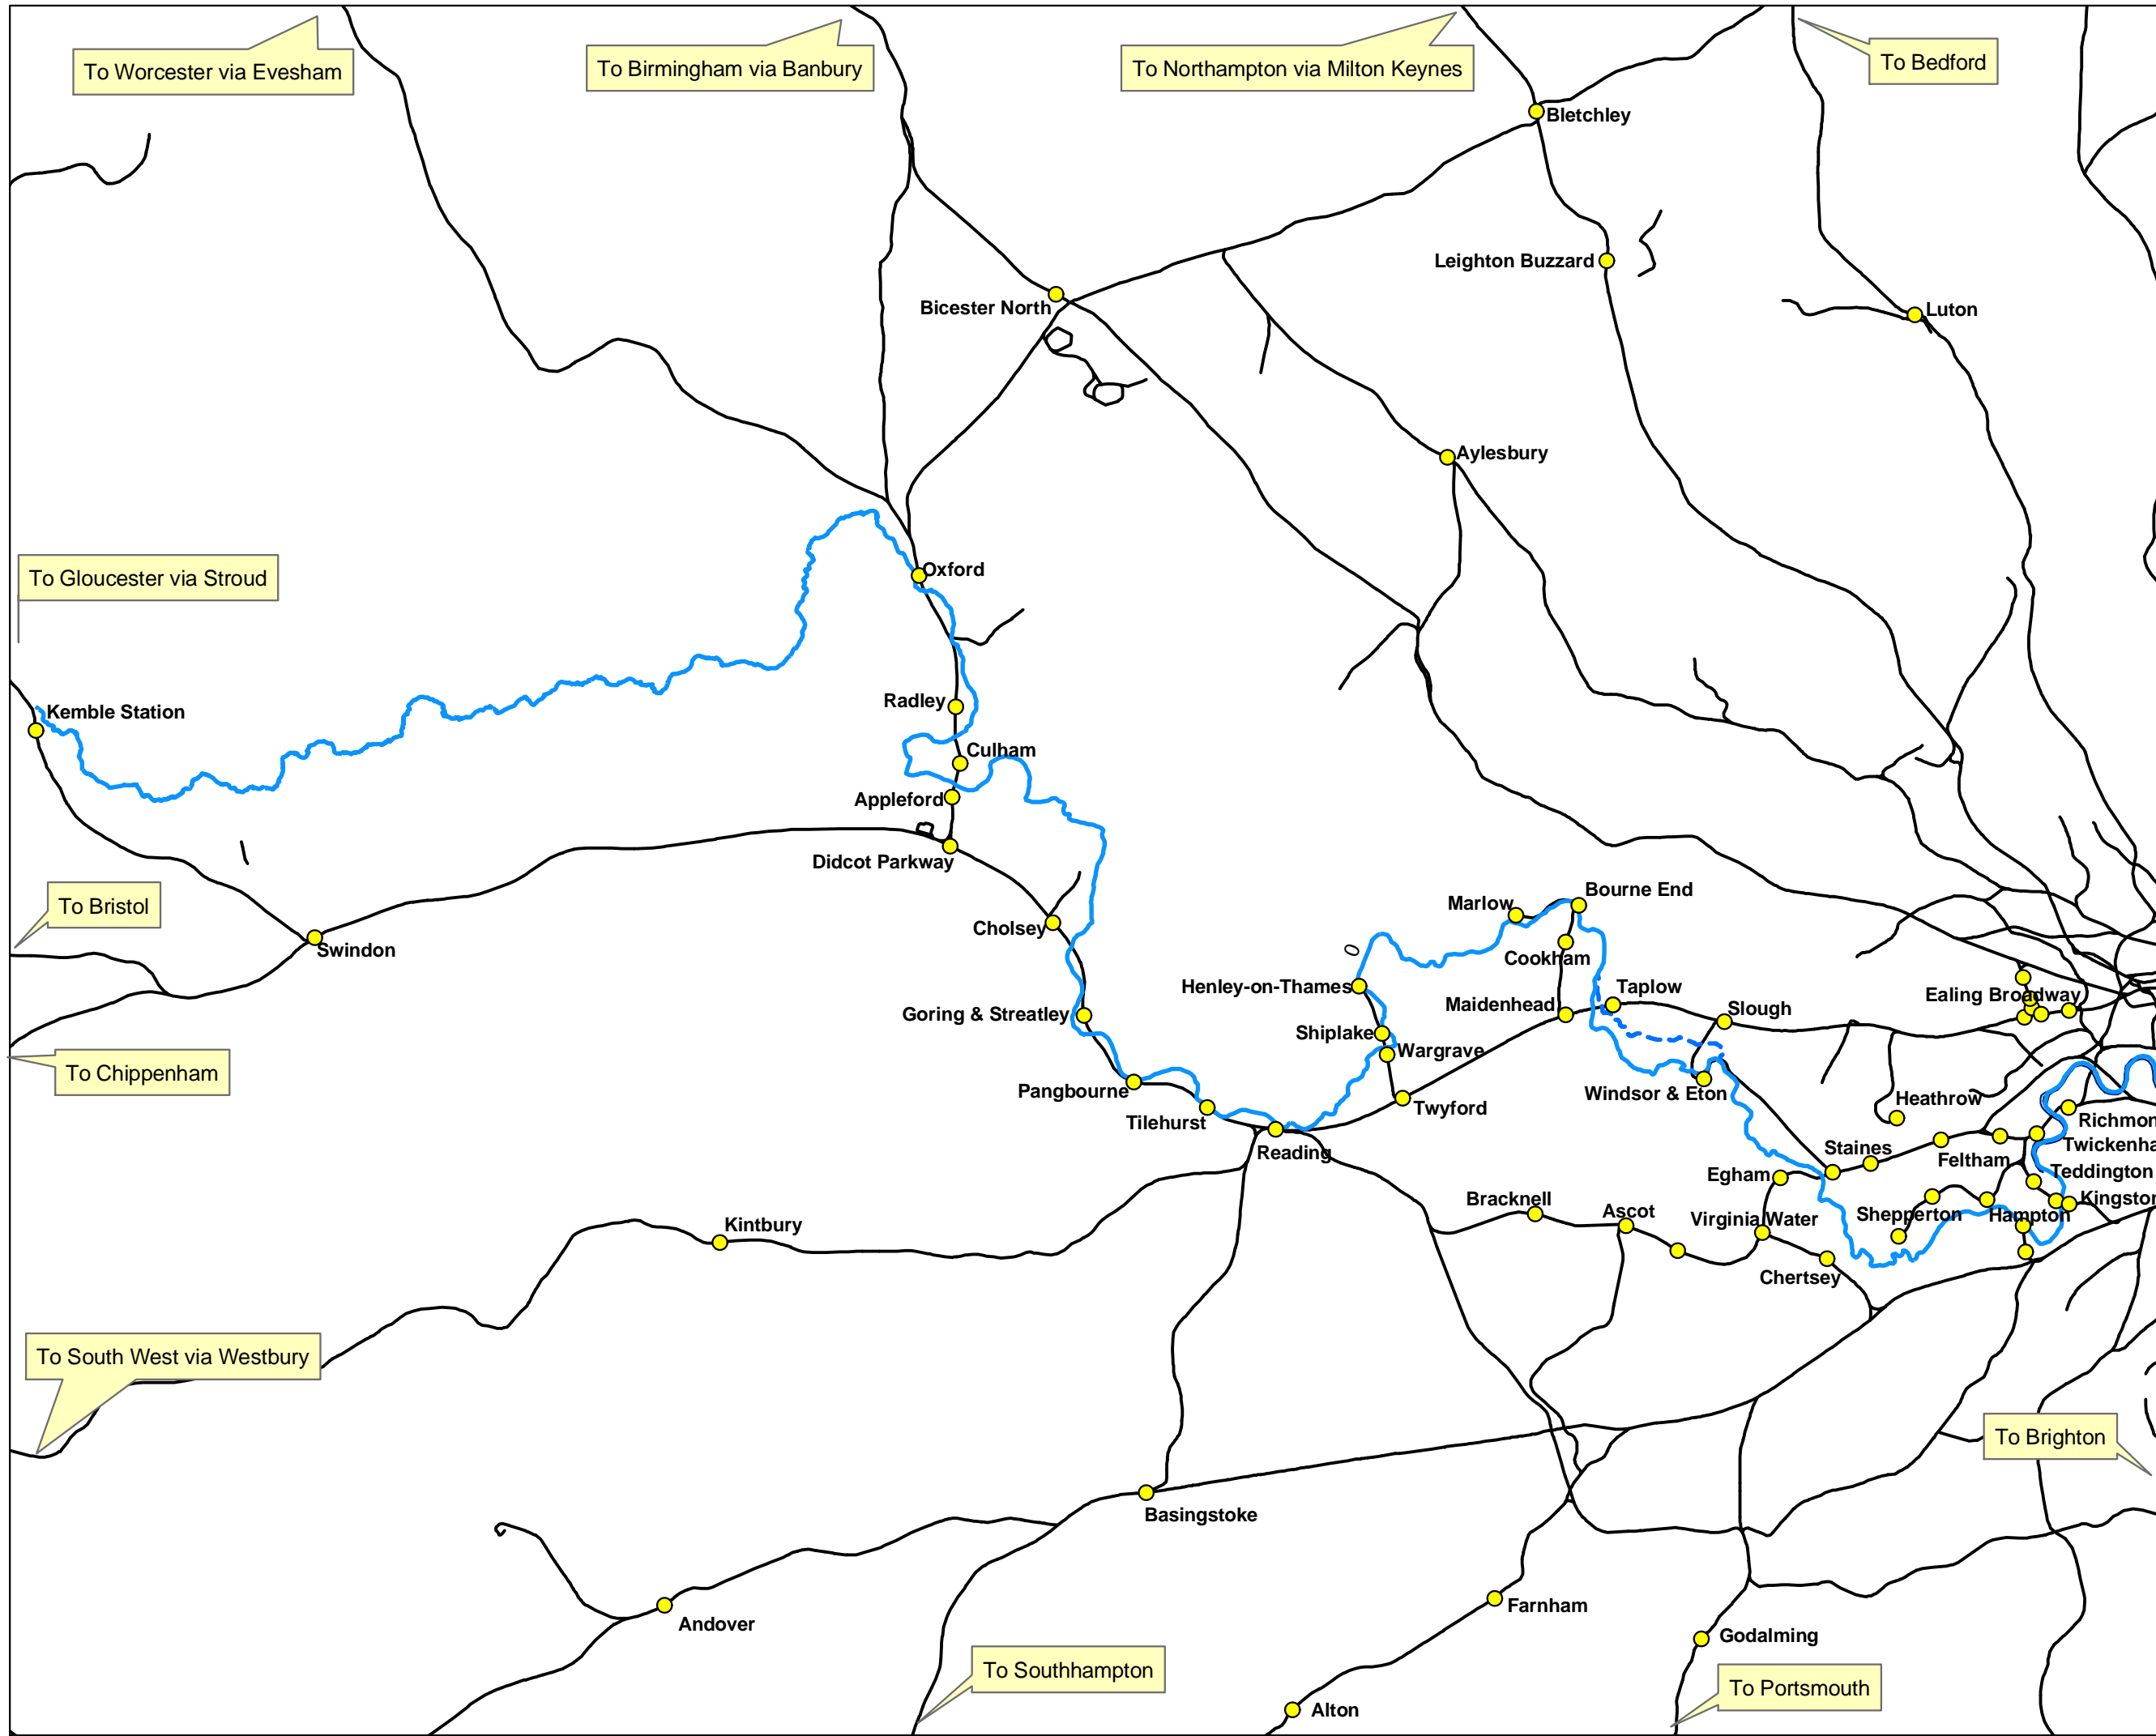 To Worcester via Evesham
To Birmingham via Banbury
To Northampton via Milton Keynes
To Bedford
Bletchley
Leighton Buzzard
Bicester North
Luton
Aylesbury
To Gloucester via Stroud
Oxford
Radley
Kemble Station
Culham
Appleford
Didcot Parkway
To Bristol
Swindon
Cholsey
Marlow
Bourne End
Cookham
Henley-on-Thames
Maidenhead
Taplow
Slough
Ealing Broadway
Goring & Streatley
Shiplake
Wargrave
To Chippenham
Pangbourne
Tilehurst
Twyford
Windsor & Eton
Heathrow
Richmon
Reading
Staines
Feltham
Twickenha
Egham
Teddington
Bracknell
Ascot
Virginia Water
Shepperton
Hampton
Kingston
Kintbury
Chertsey
To South West via Westbury
To Brighton
Basingstoke
Andover
Farnham
Godalming
To Southhampton
To Portsmouth
Alton